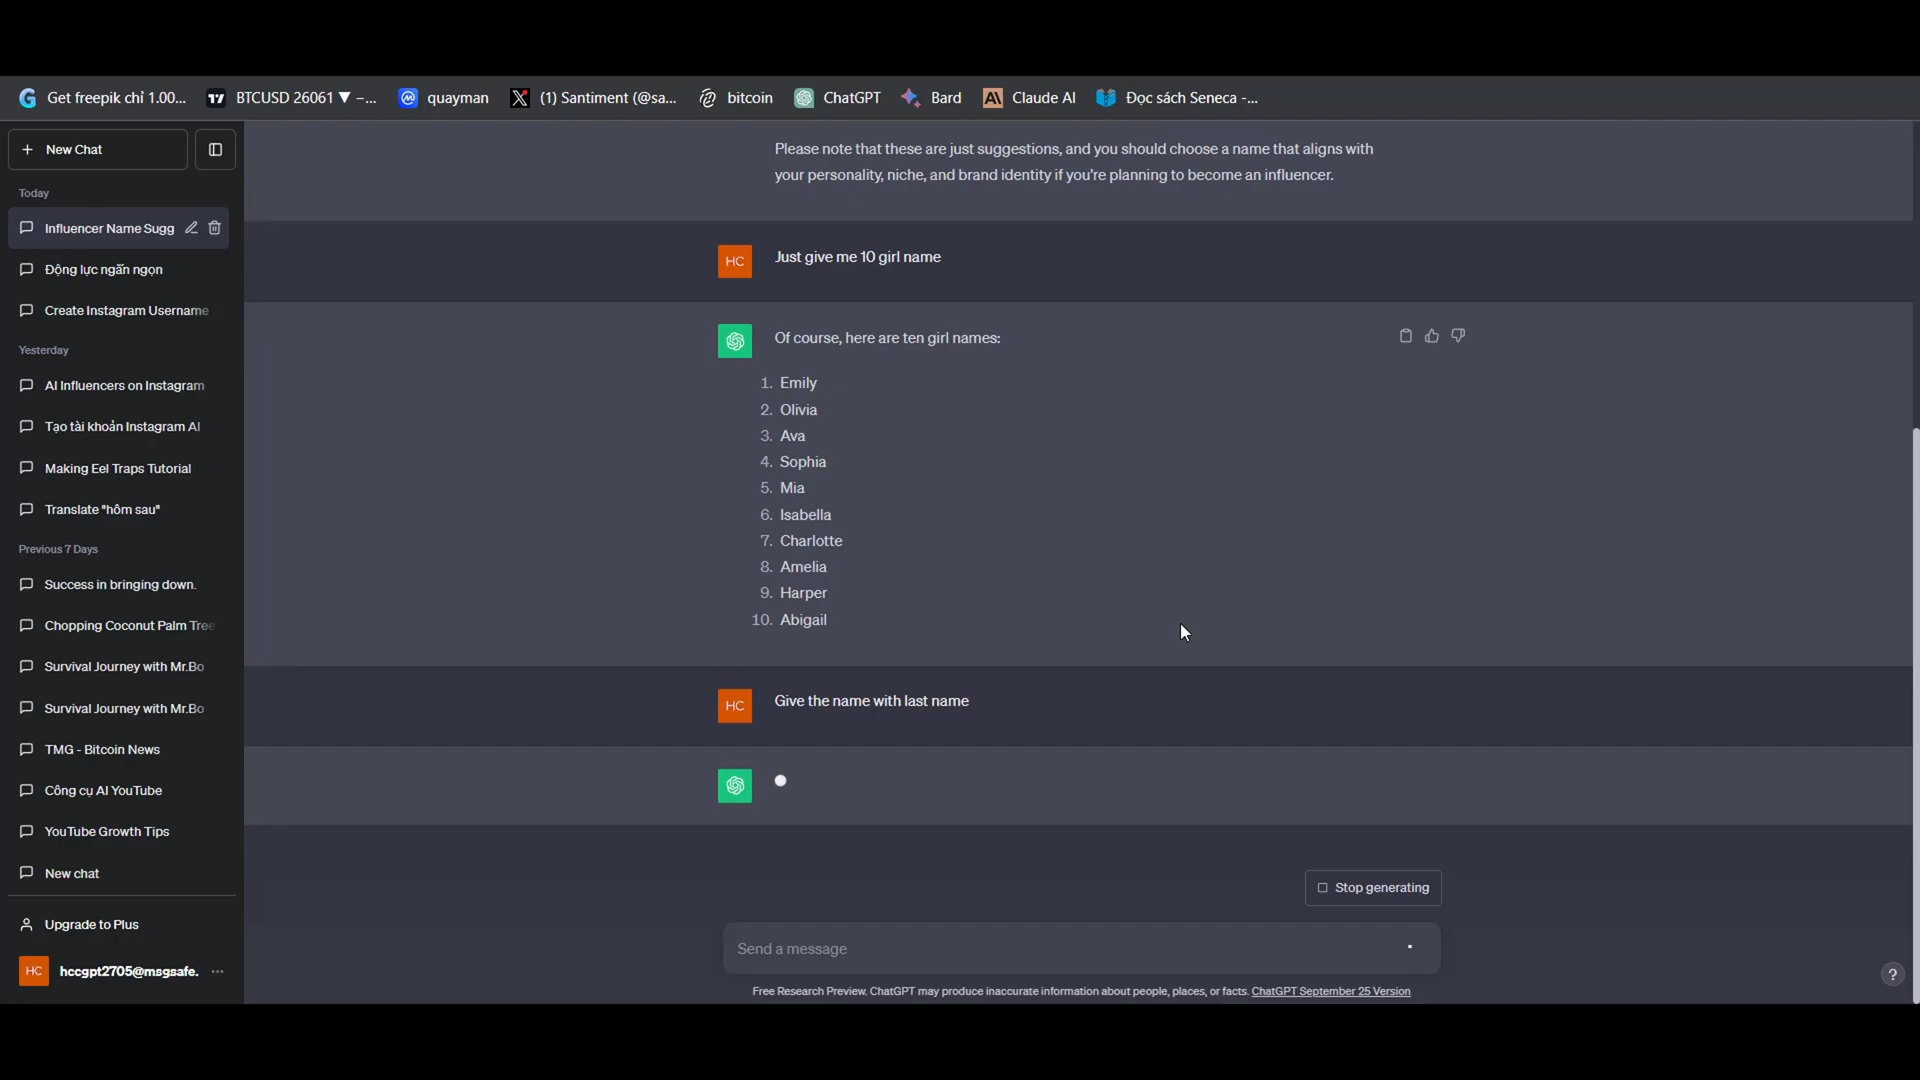 Get freepik chỉ 1.00...
BTCUSD 26061 ▼ –...
quayman
(1) Santiment (@sa...
bitcoin
ChatGPT
Bard
Claude AI
Đọc sách Seneca -...
+ New Chat
Today
Influencer Name Sugg
Động lực ngắn ngọn
Create Instagram Username
Yesterday
AI Influencers on Instagram
Tạo tài khoản Instagram AI
Making Eel Traps Tutorial
Translate "hôm sau"
Previous 7 Days
Success in bringing down.
Chopping Coconut Palm Tree
Survival Journey with Mr.Bo
Survival Journey with Mr.Bo
TMG - Bitcoin News
Công cụ AI YouTube
YouTube Growth Tips
New chat
Upgrade to Plus
HC hccgpt2705@msgsafe. ...
Please note that these are just suggestions, and you should choose a name that aligns with
your personality, niche, and brand identity if you're planning to become an influencer.
HC Just give me 10 girl name
Of course, here are ten girl names:
1. Emily
2. Olivia
3. Ava
4. Sophia
5. Mia
6. Isabella
7. Charlotte
8. Amelia
9. Harper
10. Abigail
HC Give the name with last name
Stop generating
Send a message
Free Research Preview. ChatGPT may produce inaccurate information about people, places, or facts. ChatGPT September 25 Version
?